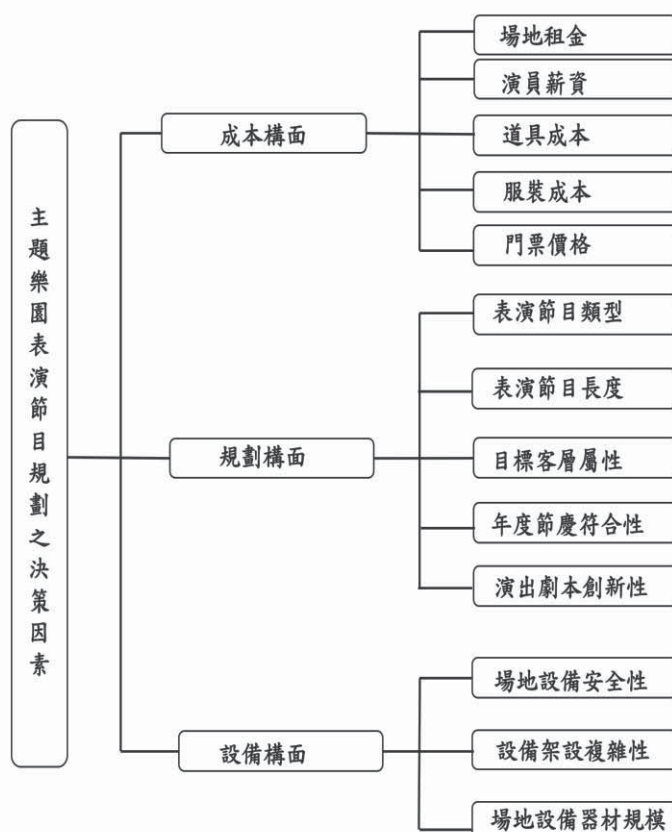 主題樂園表演節目規劃之決策因素
成本構面
場地租金
演員薪資
道具成本
服裝成本
門票價格
規劃構面
表演節目類型
表演節目長度
目標客層屬性
年度節慶符合性
演出劇本創新性
設備構面
場地設備安全性
設備架設複雜性
場地設備器材規模